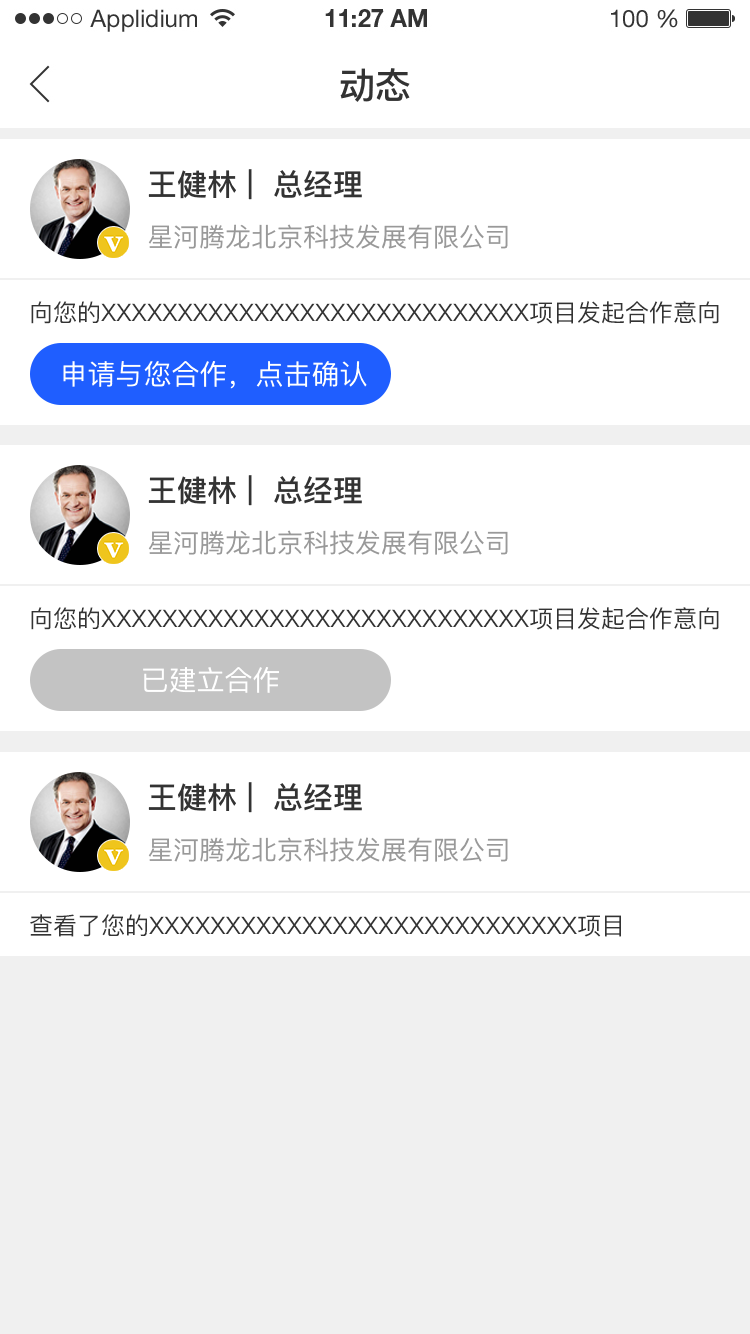 Applidium 11:27 AM 100 %
动态
王健林 | 总经理
星河腾龙北京科技发展有限公司
V
向您的XXXXXXXXXXXXXXXXXXXXXXXXXXXX项目发起合作意向
申请与您合作，点击确认
王健林 | 总经理
星河腾龙北京科技发展有限公司
V
向您的XXXXXXXXXXXXXXXXXXXXXXXXXXXX项目发起合作意向
已建立合作
王健林 | 总经理
星河腾龙北京科技发展有限公司
V
查看了您的XXXXXXXXXXXXXXXXXXXXXXXXXXXX项目